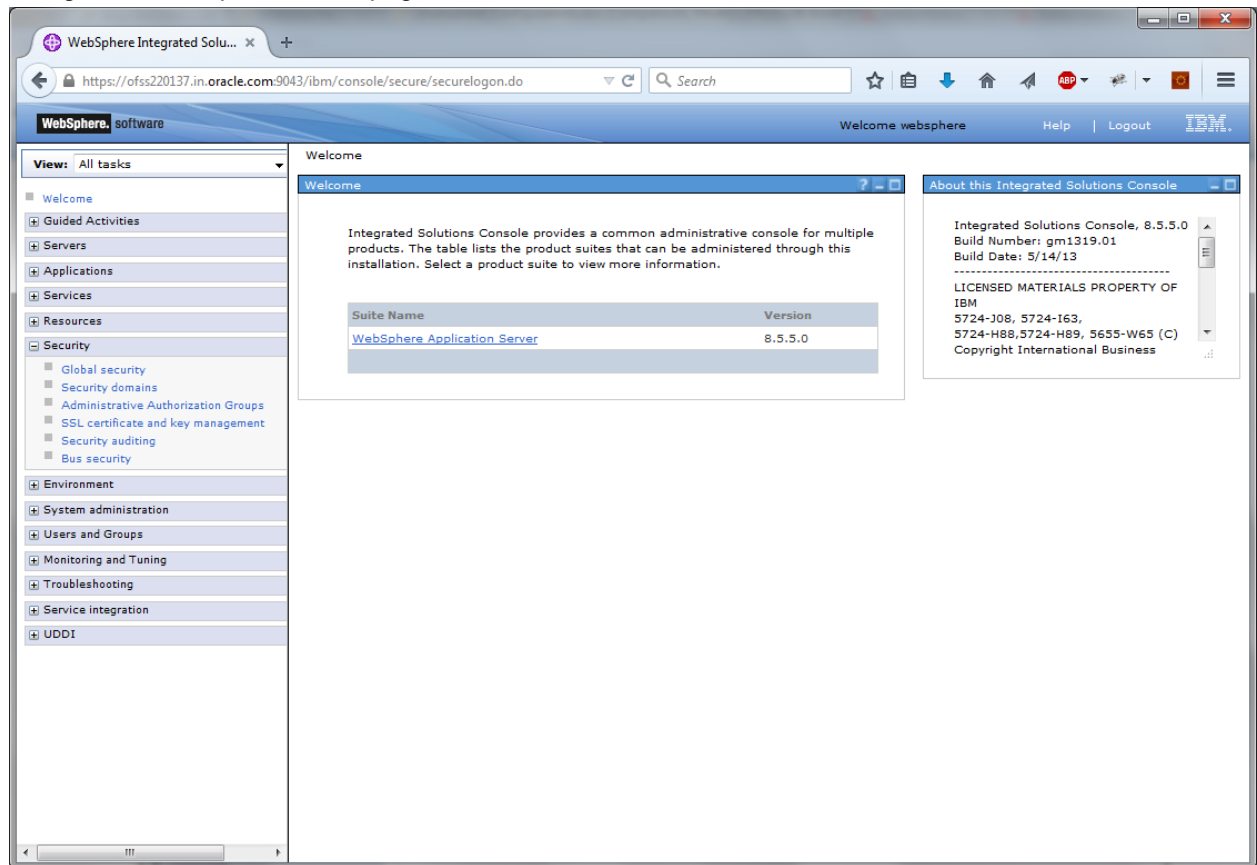 WebSphere Integrated Solu...
https://ofss220137.in.oracle.com:9043/ibm/console/secure/securelogon.do
Search
ABP
WebSphere. software
Welcome websphere
Help | Logout
IBM.
View: All tasks
Welcome
Guided Activities
Servers
Applications
Services
Resources
Security
Global security
Security domains
Administrative Authorization Groups
SSL certificate and key management
Security auditing
Bus security
Environment
System administration
Users and Groups
Monitoring and Tuning
Troubleshooting
Service integration
UDDI
Welcome
Welcome
Integrated Solutions Console provides a common administrative console for multiple
products. The table lists the product suites that can be administered through this
installation. Select a product suite to view more information.
Suite Name Version
WebSphere Application Server 8.5.5.0
About this Integrated Solutions Console
Integrated Solutions Console, 8.5.5.0
Build Number: gm1319.01
Build Date: 5/14/13
---------------------------------------
LICENSED MATERIALS PROPERTY OF
IBM
5724-J08, 5724-I63,
5724-H88,5724-H89, 5655-W65 (C)
Copyright International Business